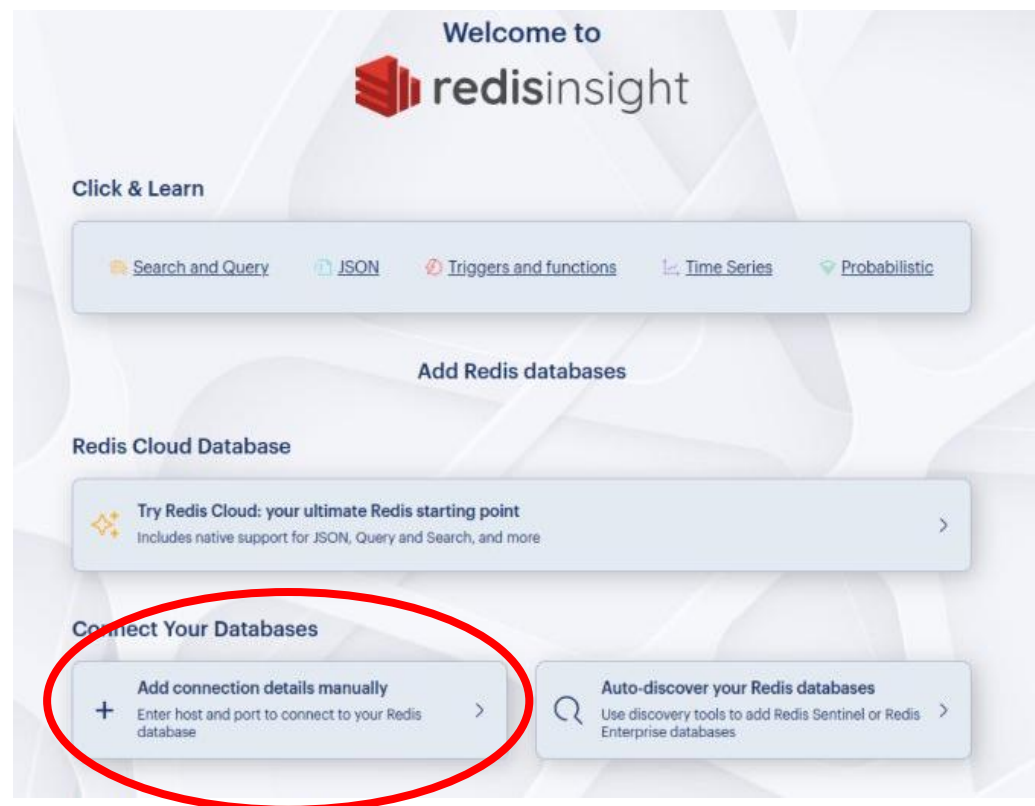 Welcome to
redisinsight
Click & Learn
Search and Query JSON Triggers and functions Time Series Probabilistic
Add Redis databases
Redis Cloud Database
Try Redis Cloud: your ultimate Redis starting point
Includes native support for JSON, Query and Search, and more
Connect Your Databases
Add connection details manually
Enter host and port to connect to your Redis
database
Auto-discover your Redis databases
Use discovery tools to add Redis Sentinel or Redis
Enterprise databases